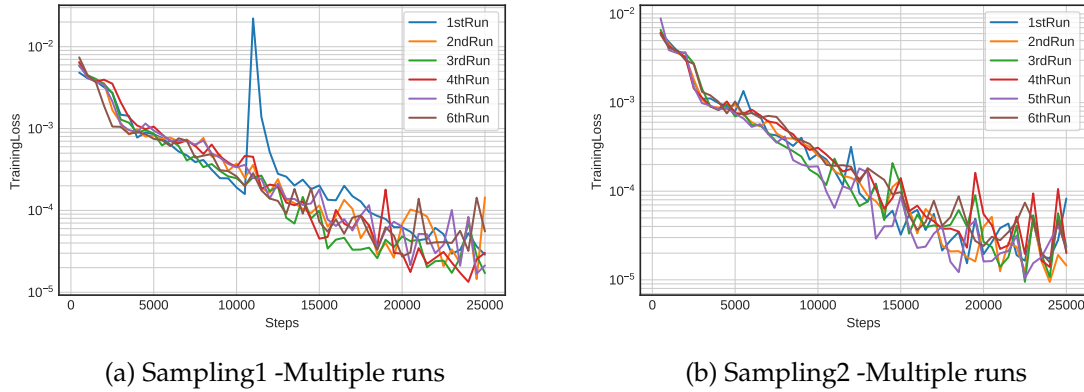 10⁻²
10⁻³
10⁻⁴
10⁻⁵
TrainingLoss
0
5000
10000
15000
20000
25000
Steps
1stRun
2ndRun
3rdRun
4thRun
5thRun
6thRun
(a) Sampling1 -Multiple runs
10⁻²
10⁻³
10⁻⁴
10⁻⁵
TrainingLoss
0
5000
10000
15000
20000
25000
Steps
1stRun
2ndRun
3rdRun
4thRun
5thRun
6thRun
(b) Sampling2 -Multiple runs